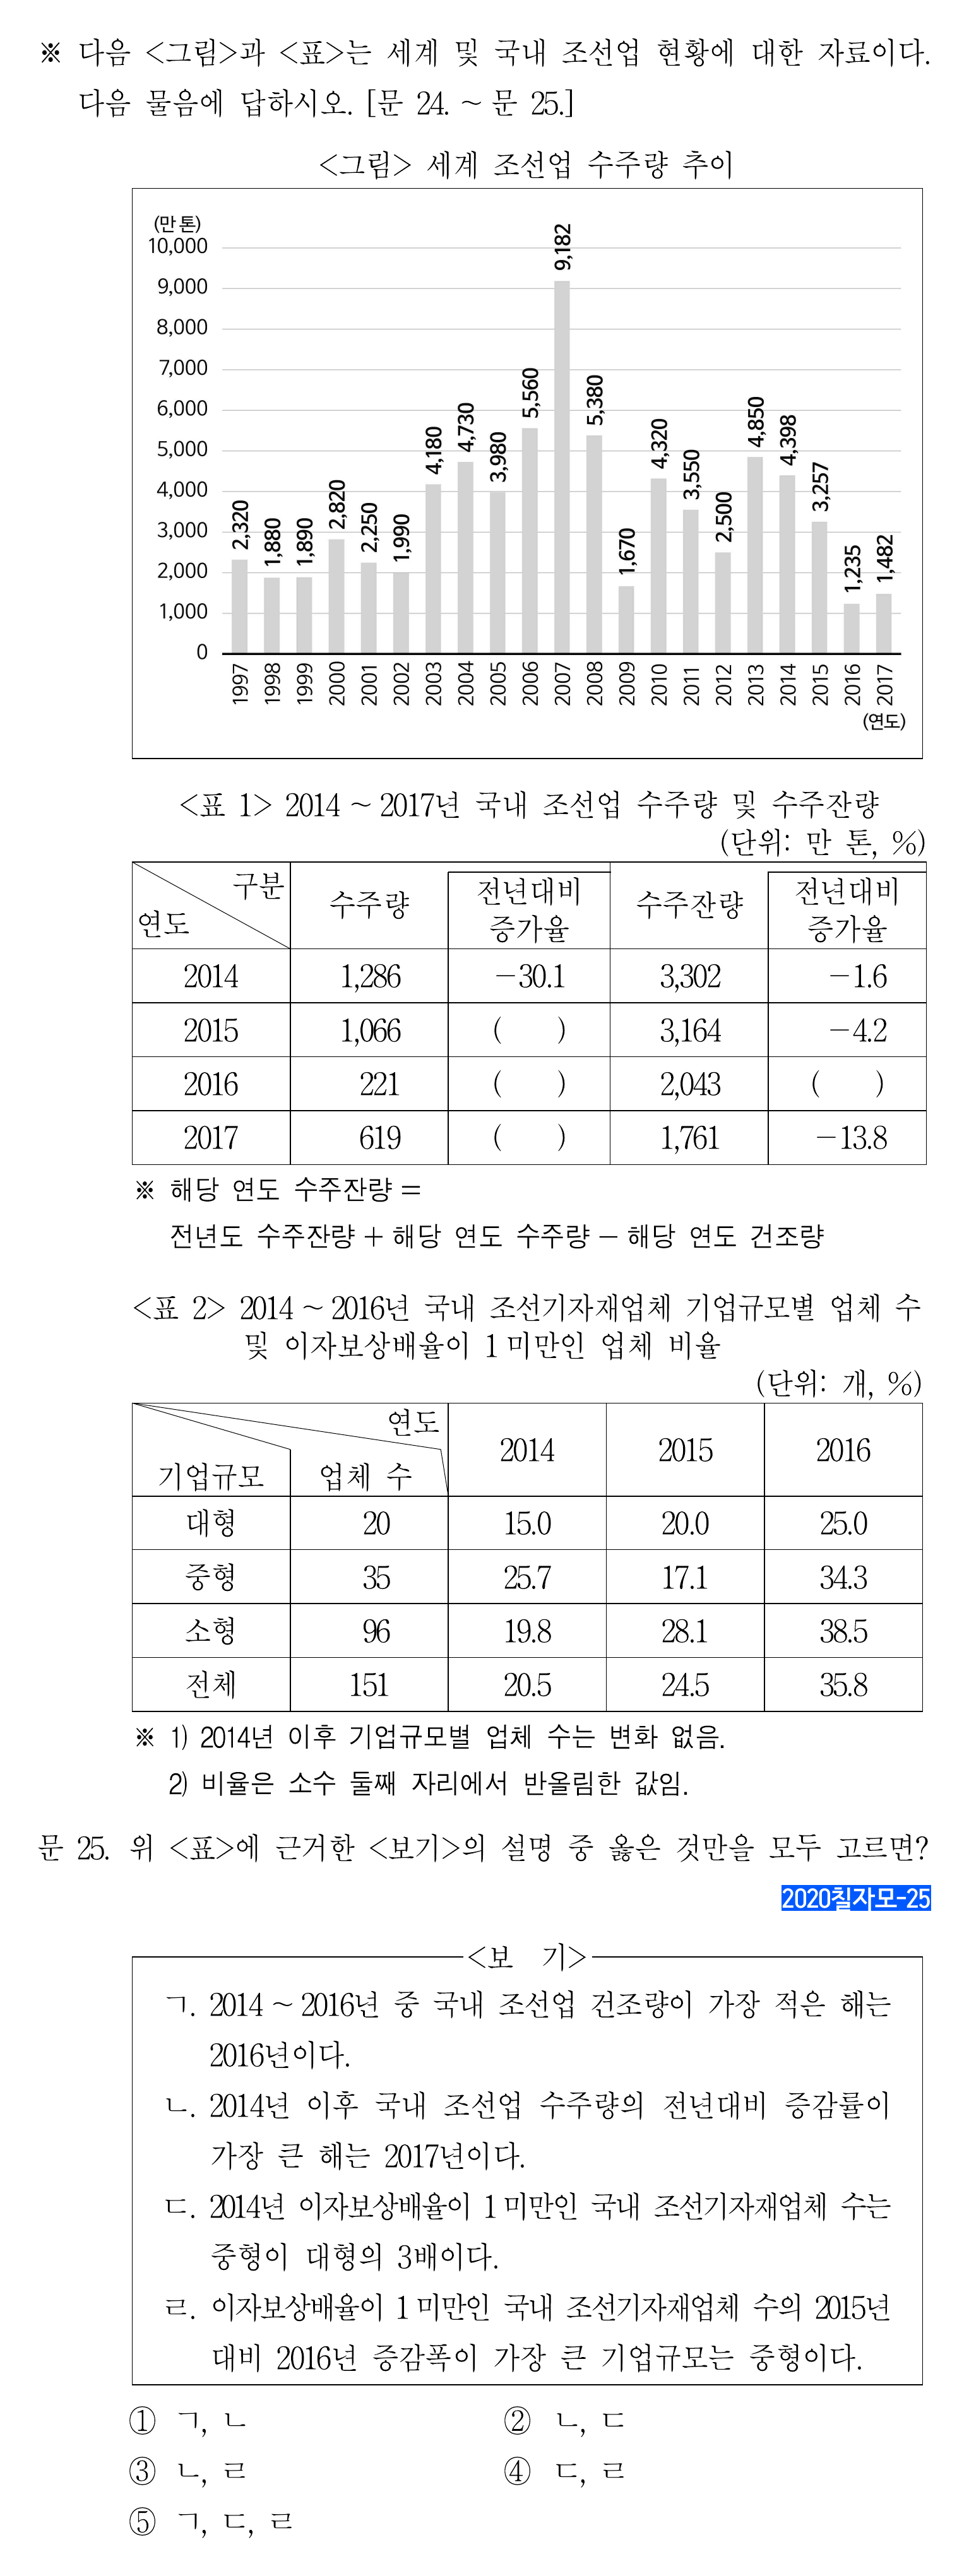 ※ 다음 <그림>과 <표>는 세계 및 국내 조선업 현황에 대한 자료이다.
다음 물음에 답하시오. [문 24. ~ 문 25.]
<그림> 세계 조선업 수주량 추이
(만 톤)
10,000
9,000
8,000
7,000
6,000
5,000
4,000
3,000
2,000
1,000
0
2,320 1,880 1,890 2,820 2,250 1,990 4,180 4,730 3,980 5,560 9,182 5,380 1,670 4,320 3,550 2,500 4,850 4,398 3,257 1,235 1,482
1997 1998 1999 2000 2001 2002 2003 2004 2005 2006 2007 2008 2009 2010 2011 2012 2013 2014 2015 2016 2017
(연도)
<표 1> 2014 ~ 2017년 국내 조선업 수주량 및 수주잔량
(단위: 만 톤, %)
구분 연도 수주량 전년대비 증가율 수주잔량 전년대비 증가율
2014 1,286 -30.1 3,302 -1.6
2015 1,066 ( ) 3,164 -4.2
2016 221 ( ) 2,043 ( )
2017 619 ( ) 1,761 -13.8
※ 해당 연도 수주잔량 =
전년도 수주잔량 + 해당 연도 수주량 - 해당 연도 건조량
<표 2> 2014 ~ 2016년 국내 조선기자재업체 기업규모별 업체 수
및 이자보상배율이 1 미만인 업체 비율
(단위: 개, %)
연도
기업규모 업체 수 2014 2015 2016
대형 20 15.0 20.0 25.0
중형 35 25.7 17.1 34.3
소형 96 19.8 28.1 38.5
전체 151 20.5 24.5 35.8
※ 1) 2014년 이후 기업규모별 업체 수는 변화 없음.
2) 비율은 소수 둘째 자리에서 반올림한 값임.
문 25. 위 <표>에 근거한 <보기>의 설명 중 옳은 것만을 모두 고르면?
2020칠자모-25
<보 기>
ㄱ. 2014 ~ 2016년 중 국내 조선업 건조량이 가장 적은 해는
2016년이다.
ㄴ. 2014년 이후 국내 조선업 수주량의 전년대비 증감률이
가장 큰 해는 2017년이다.
ㄷ. 2014년 이자보상배율이 1 미만인 국내 조선기자재업체 수는
중형이 대형의 3배이다.
ㄹ. 이자보상배율이 1 미만인 국내 조선기자재업체 수의 2015년
대비 2016년 증감폭이 가장 큰 기업규모는 중형이다.
① ㄱ, ㄴ ② ㄴ, ㄷ
③ ㄴ, ㄹ ④ ㄷ, ㄹ
⑤ ㄱ, ㄷ, ㄹ